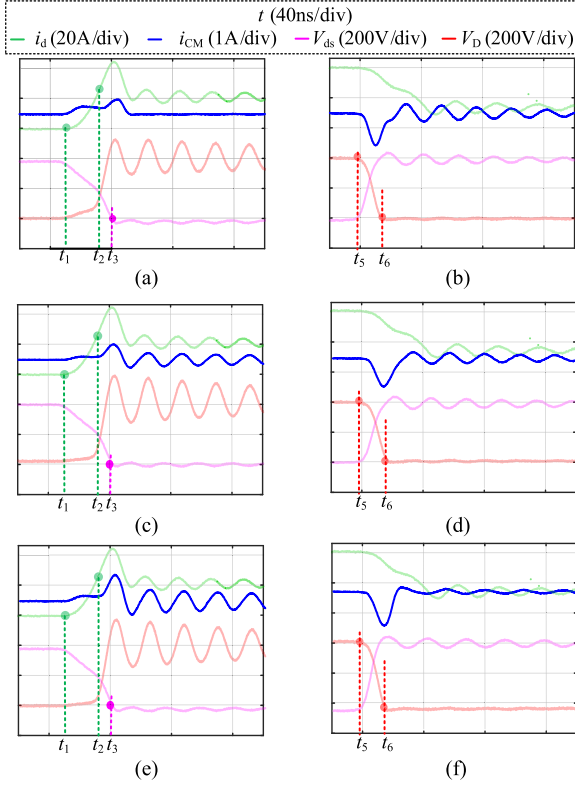 t (40ns/div)
i_d (20A/div) i_CM (1A/div) V_ds (200V/div) V_D (200V/div)
t_1 t_2 t_3
t_5 t_6
(a) (b)
t_1 t_2 t_3
t_5 t_6
(c) (d)
t_1 t_2 t_3
t_5 t_6
(e) (f)